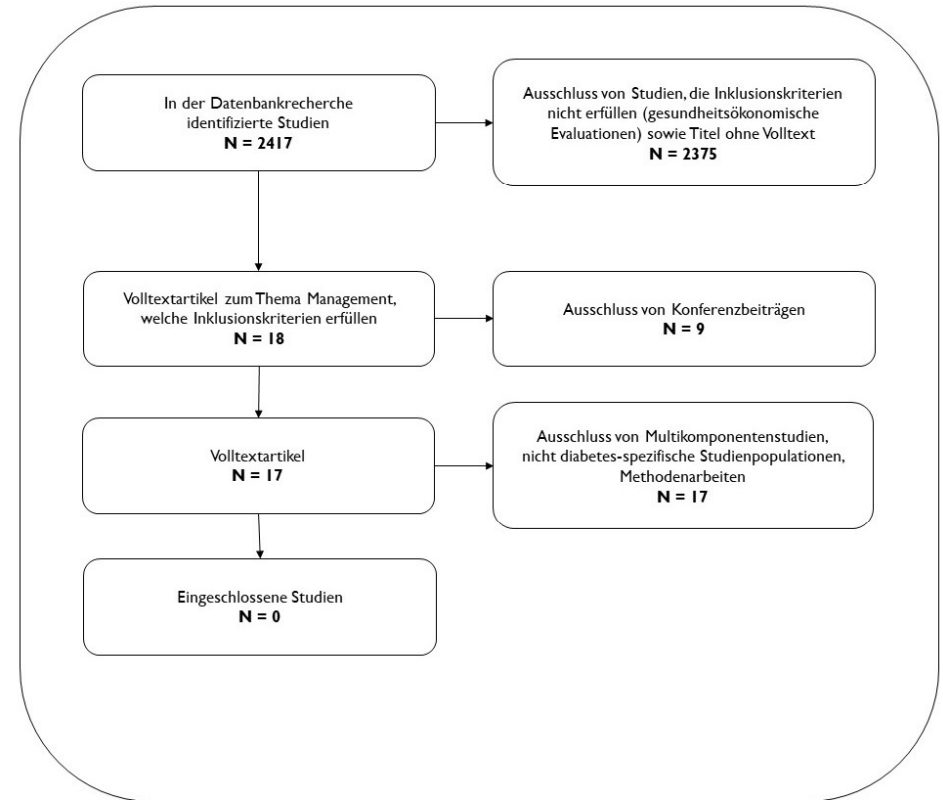 In der Datenbankrecherche
identifizierte Studien
N = 2417
Ausschluss von Studien, die Inklusionskriterien
nicht erfüllen (gesundheitsökonomische
Evaluationen) sowie Titel ohne Volltext
N = 2375
Volltextartikel zum Thema Management,
welche Inklusionskriterien erfüllen
N = 18
Ausschluss von Konferenzbeiträgen
N = 9
Volltextartikel
N = 17
Ausschluss von Multikomponentenstudien,
nicht diabetes-spezifische Studienpopulationen,
Methodenarbeiten
N = 17
Eingeschlossene Studien
N = 0